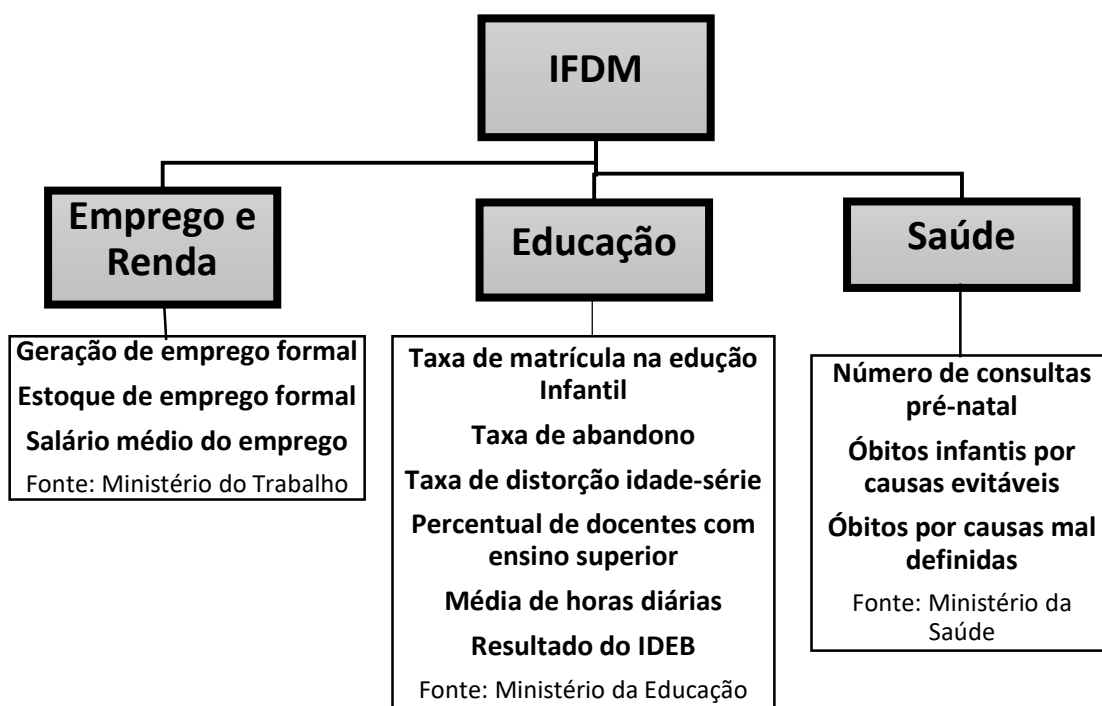 IFDM
Emprego e
Renda
Geração de emprego formal
Estoque de emprego formal
Salário médio do emprego
Fonte: Ministério do Trabalho
Educação
Taxa de matrícula na edução
Infantil
Taxa de abandono
Taxa de distorção idade-série
Percentual de docentes com
ensino superior
Média de horas diárias
Resultado do IDEB
Fonte: Ministério da Educação
Saúde
Número de consultas
pré-natal
Óbitos infantis por
causas evitáveis
Óbitos por causas mal
definidas
Fonte: Ministério da
Saúde